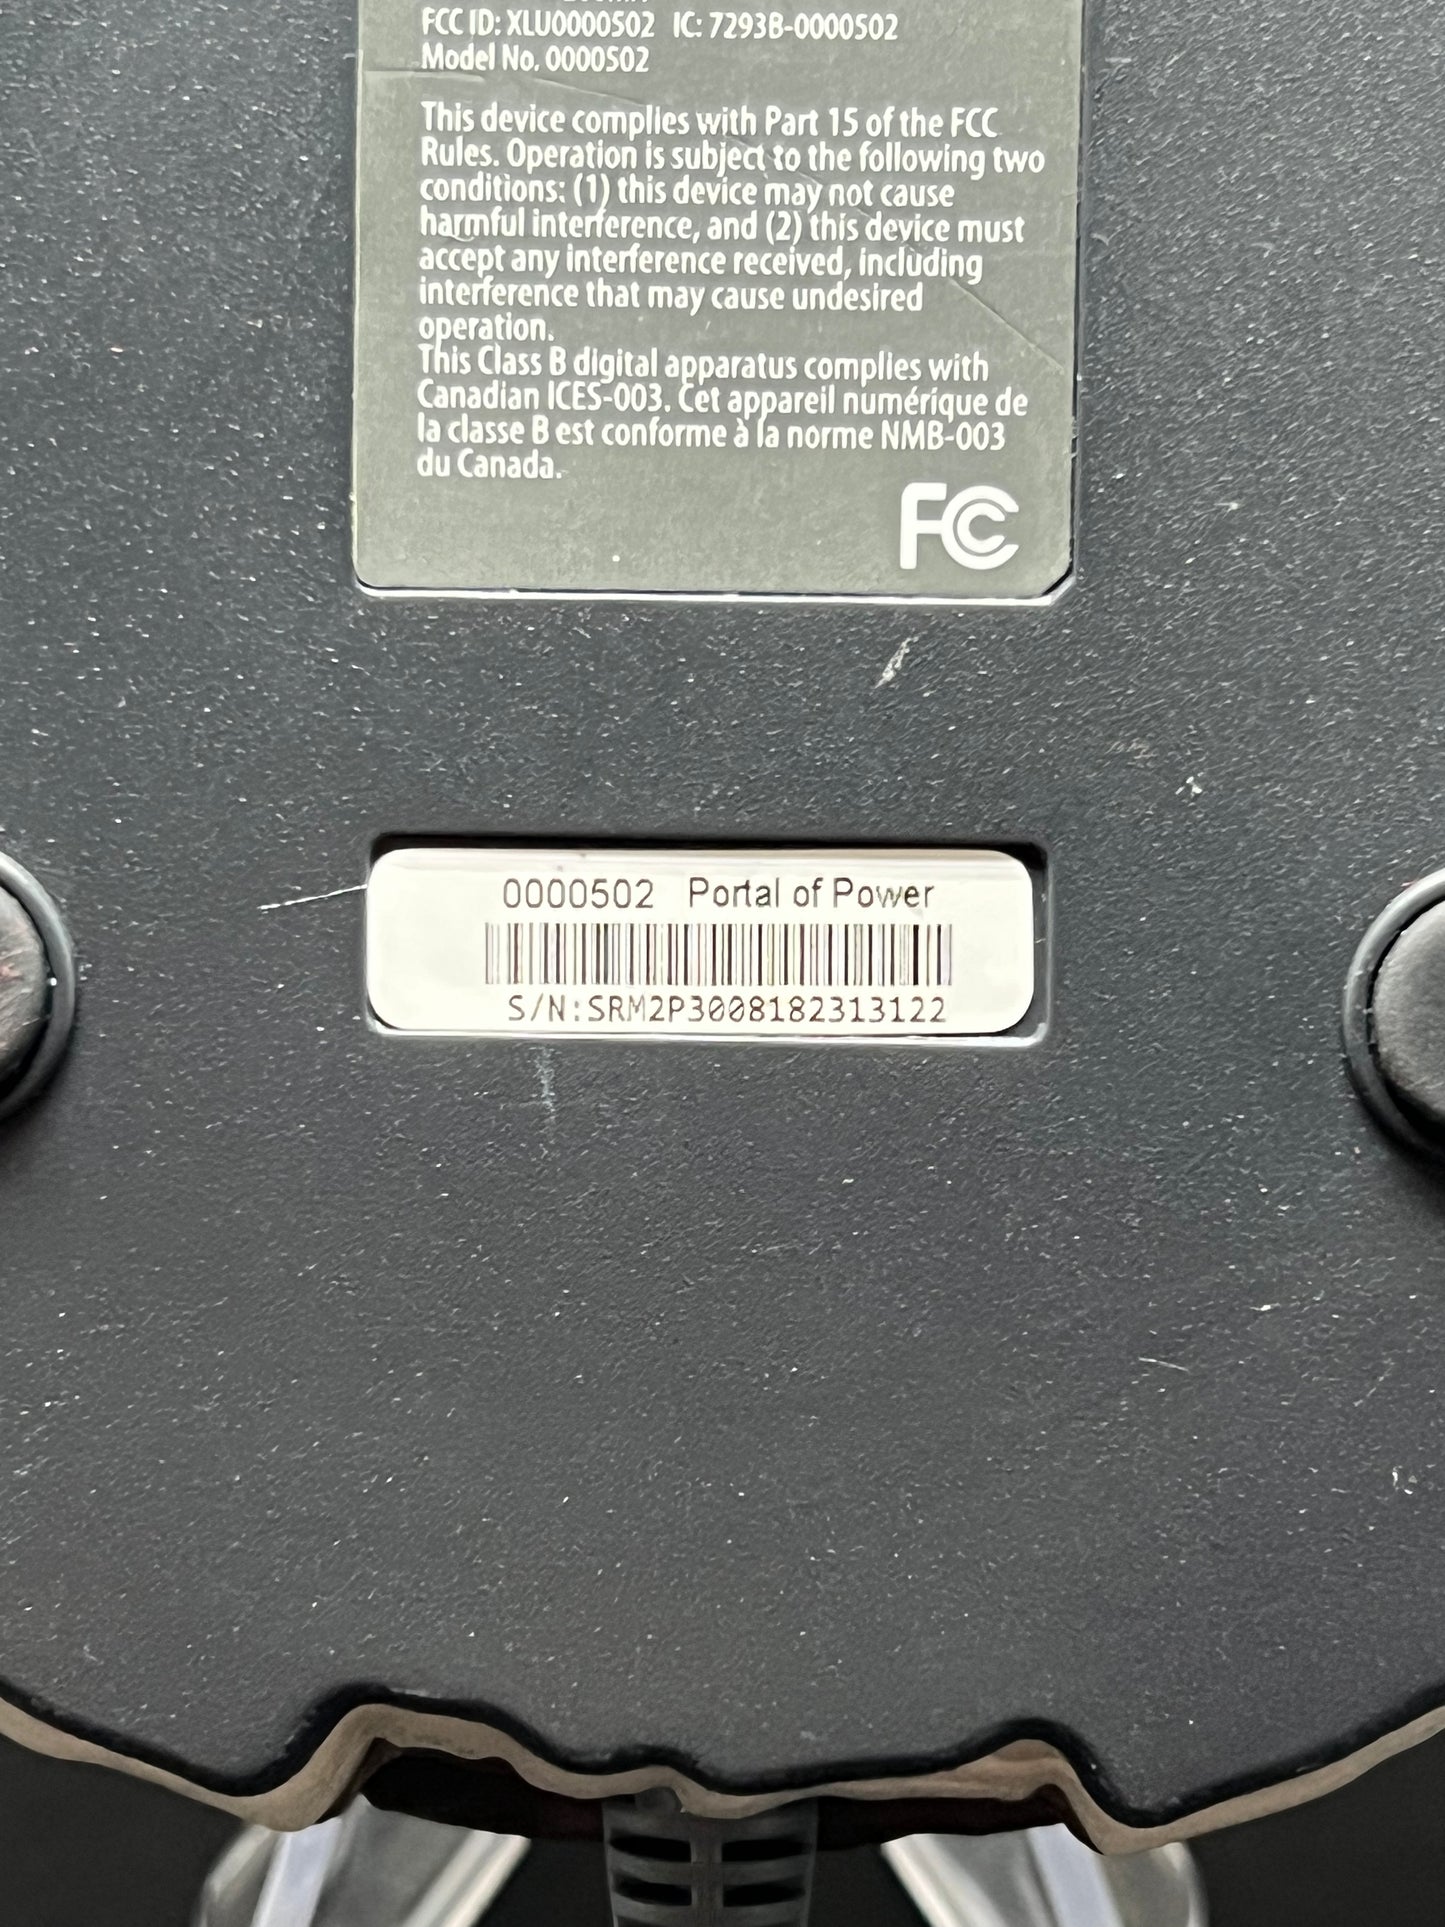 FCC ID: XLU0000502 IC: 7293B-0000502
Model No. 0000502
This device complies with Part 15 of the FCC
Rules. Operation is subject to the following two
conditions: (1) this device may not cause
harmful interference, and (2) this device must
accept any interference received, including
interference that may cause undesired
operation.
This Class B digital apparatus complies with
Canadian ICES-003. Cet appareil numérique de
la classe B est conforme à la norme NMB-003
du Canada.
FC
0000502 Portal of Power
S/N:SRM2P3008182313122